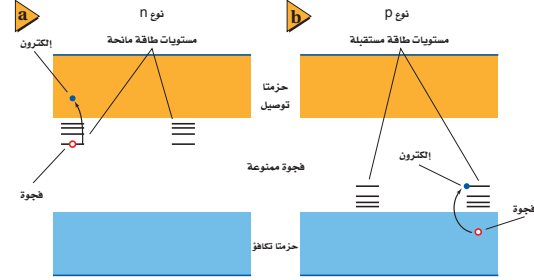 a
نوع n
إلكترون
مستويات طاقة مانحة
فجوة
b
نوع p
مستويات طاقة مستقبلة
حزمتا
توصيل
فجوة ممنوعة
إلكترون
فجوة
حزمتا تكافؤ